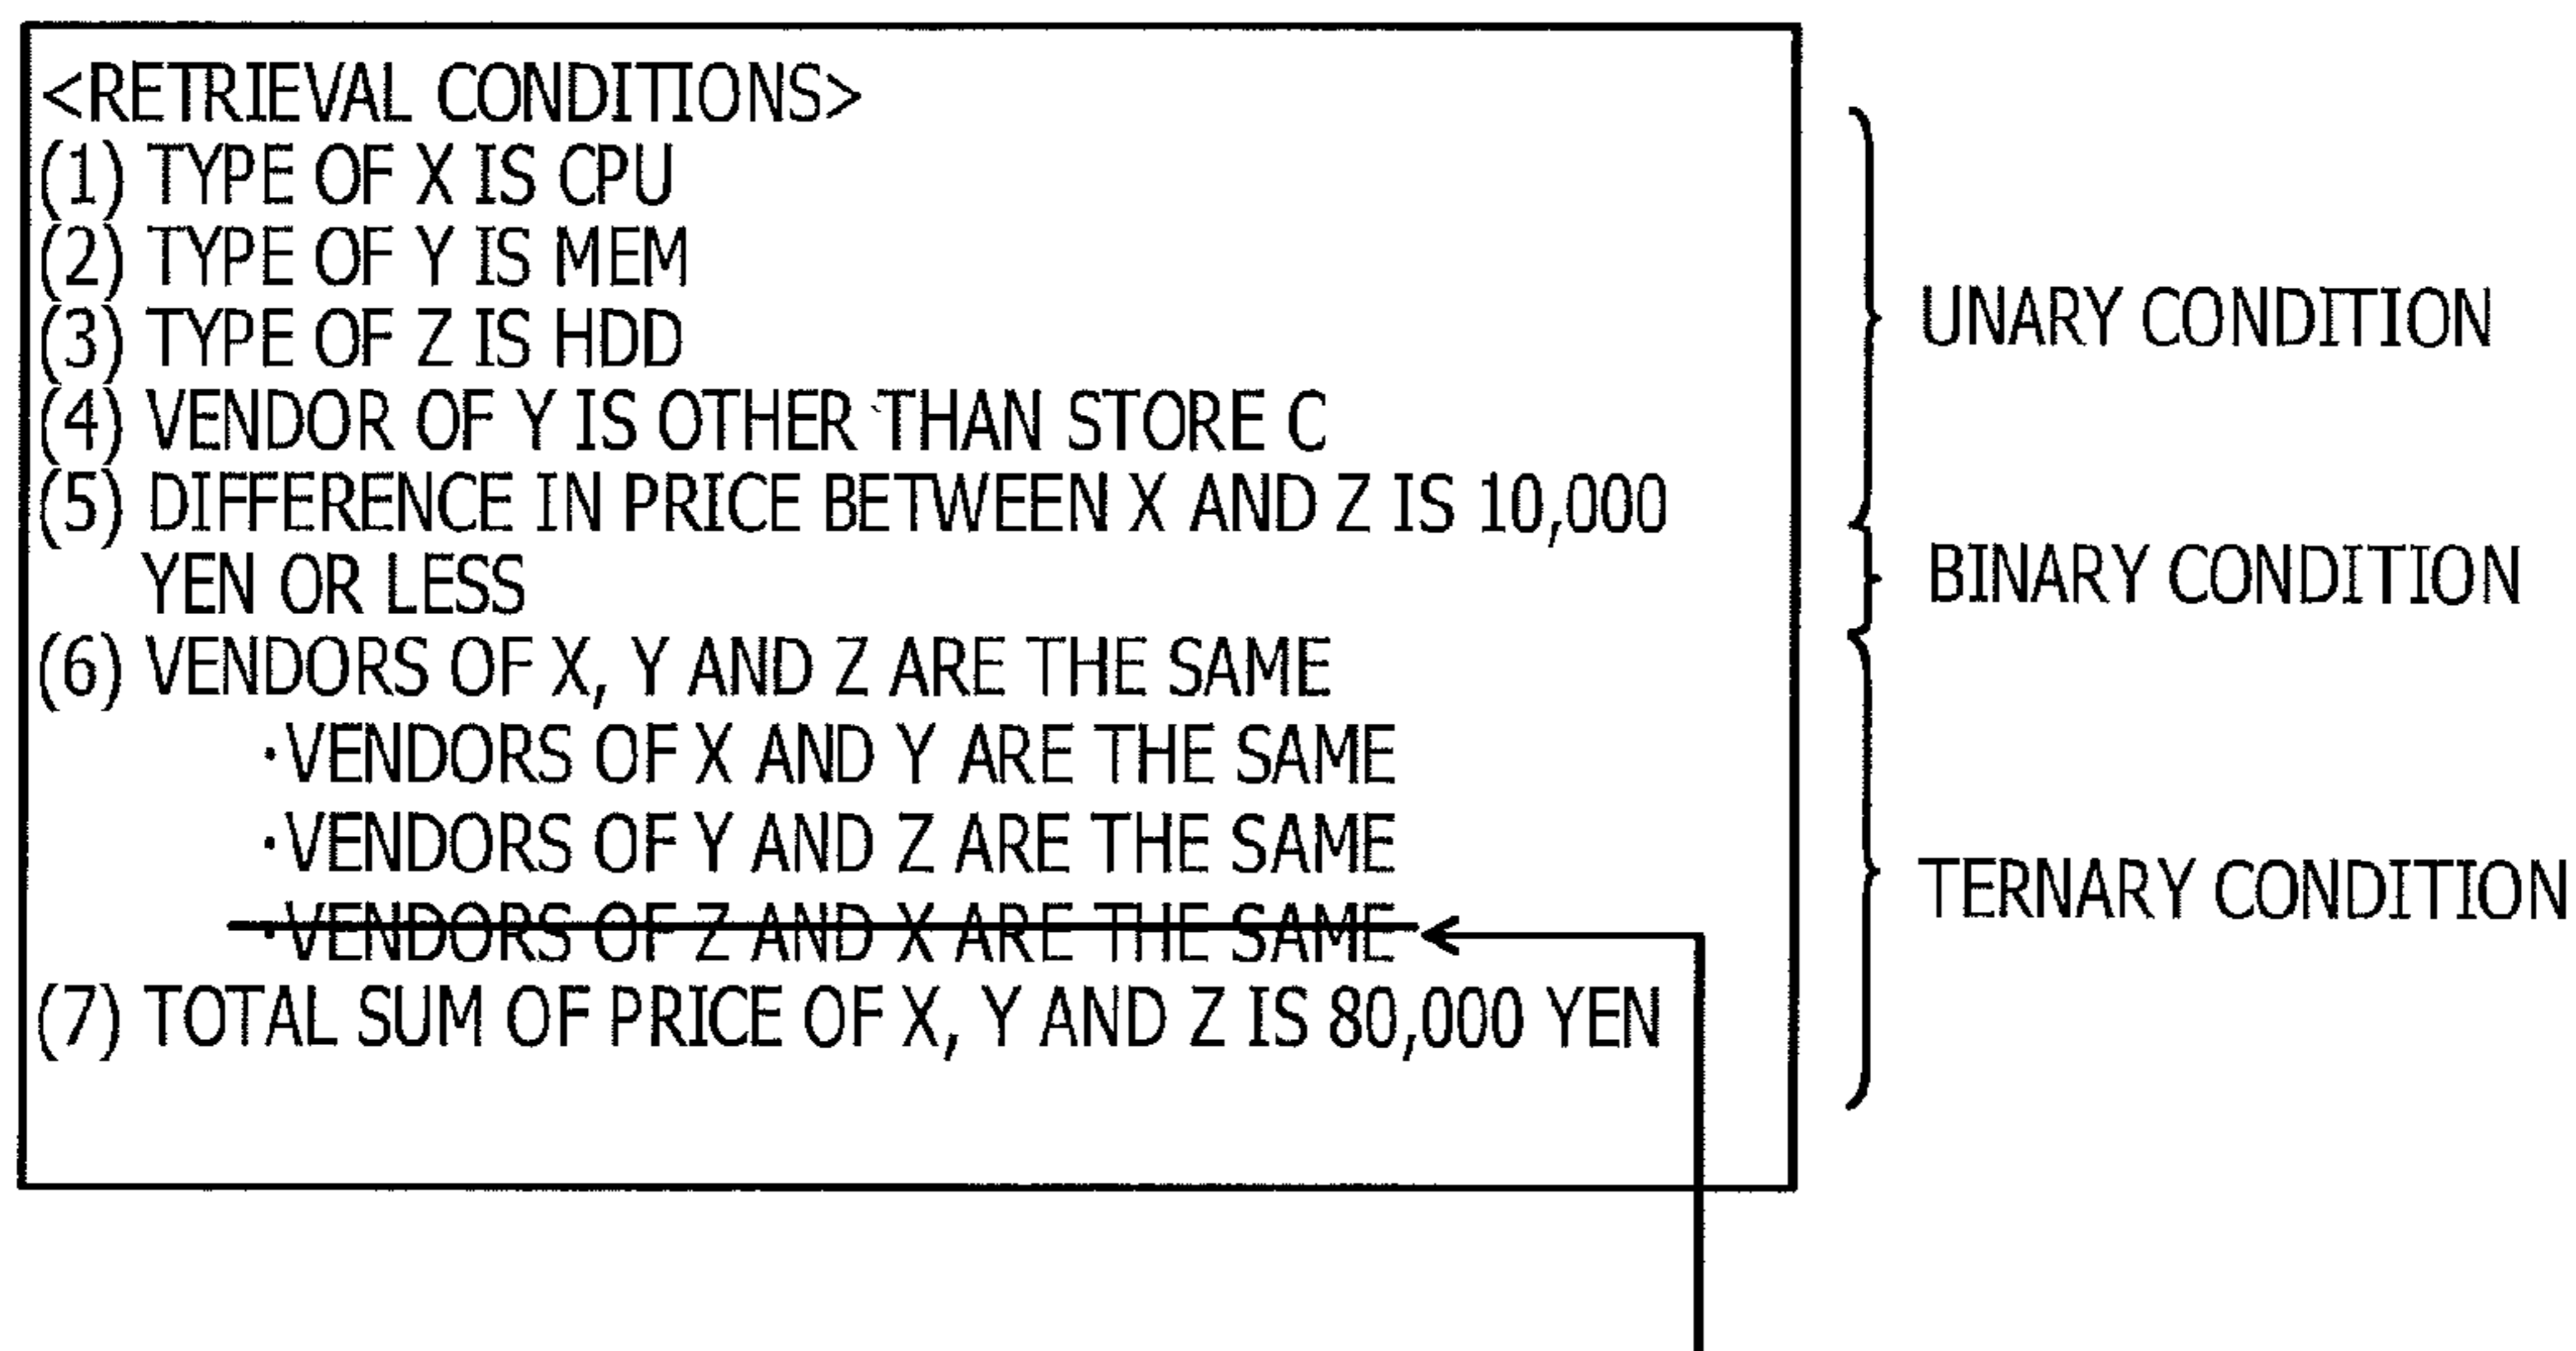 <RETRIEVAL CONDITIONS>
(1) TYPE OF X IS CPU
(2) TYPE OF Y IS MEM
(3) TYPE OF Z IS HDD
(4) VENDOR OF Y IS OTHER THAN STORE C
(5) DIFFERENCE IN PRICE BETWEEN X AND Z IS 10,000
YEN OR LESS
(6) VENDORS OF X, Y AND Z ARE THE SAME
·VENDORS OF X AND Y ARE THE SAME
·VENDORS OF Y AND Z ARE THE SAME
·VENDORS OF Z AND X ARE THE SAME
(7) TOTAL SUM OF PRICE OF X, Y AND Z IS 80,000 YEN
UNARY CONDITION
BINARY CONDITION
TERNARY CONDITION